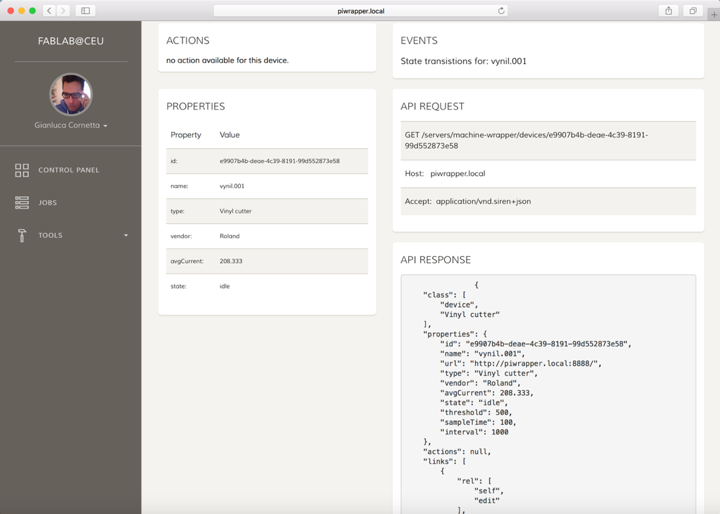 piwrapper.local
FABLAB@CEU
Gianluca Cornetta
CONTROL PANEL
JOBS
TOOLS
ACTIONS
no action available for this device.
PROPERTIES
Property Value
id: e9907b4b-deae-4c39-8191-99d552873e58
name: vynil.001
type: Vinyl cutter
vendor: Roland
avgCurrent: 208.333
state: idle
EVENTS
State transistions for: vynil.001
API REQUEST
GET /servers/machine-wrapper/devices/e9907b4b-deae-4c39-8191-
99d552873e58
Host: piwrapper.local
Accept: application/vnd.siren+json
API RESPONSE
{
"class": [
"device",
"Vinyl cutter"
],
"properties": {
"id": "e9907b4b-deae-4c39-8191-99d552873e58",
"name": "vynil.001",
"url": "http://piwrapper.local:8888/",
"type": "Vinyl cutter",
"vendor": "Roland",
"avgCurrent": 208.333,
"state": "idle",
"threshold": 500,
"sampleTime": 100,
"interval": 1000
},
"actions": null,
"links": [
{
"rel": [
"self",
"edit"
],